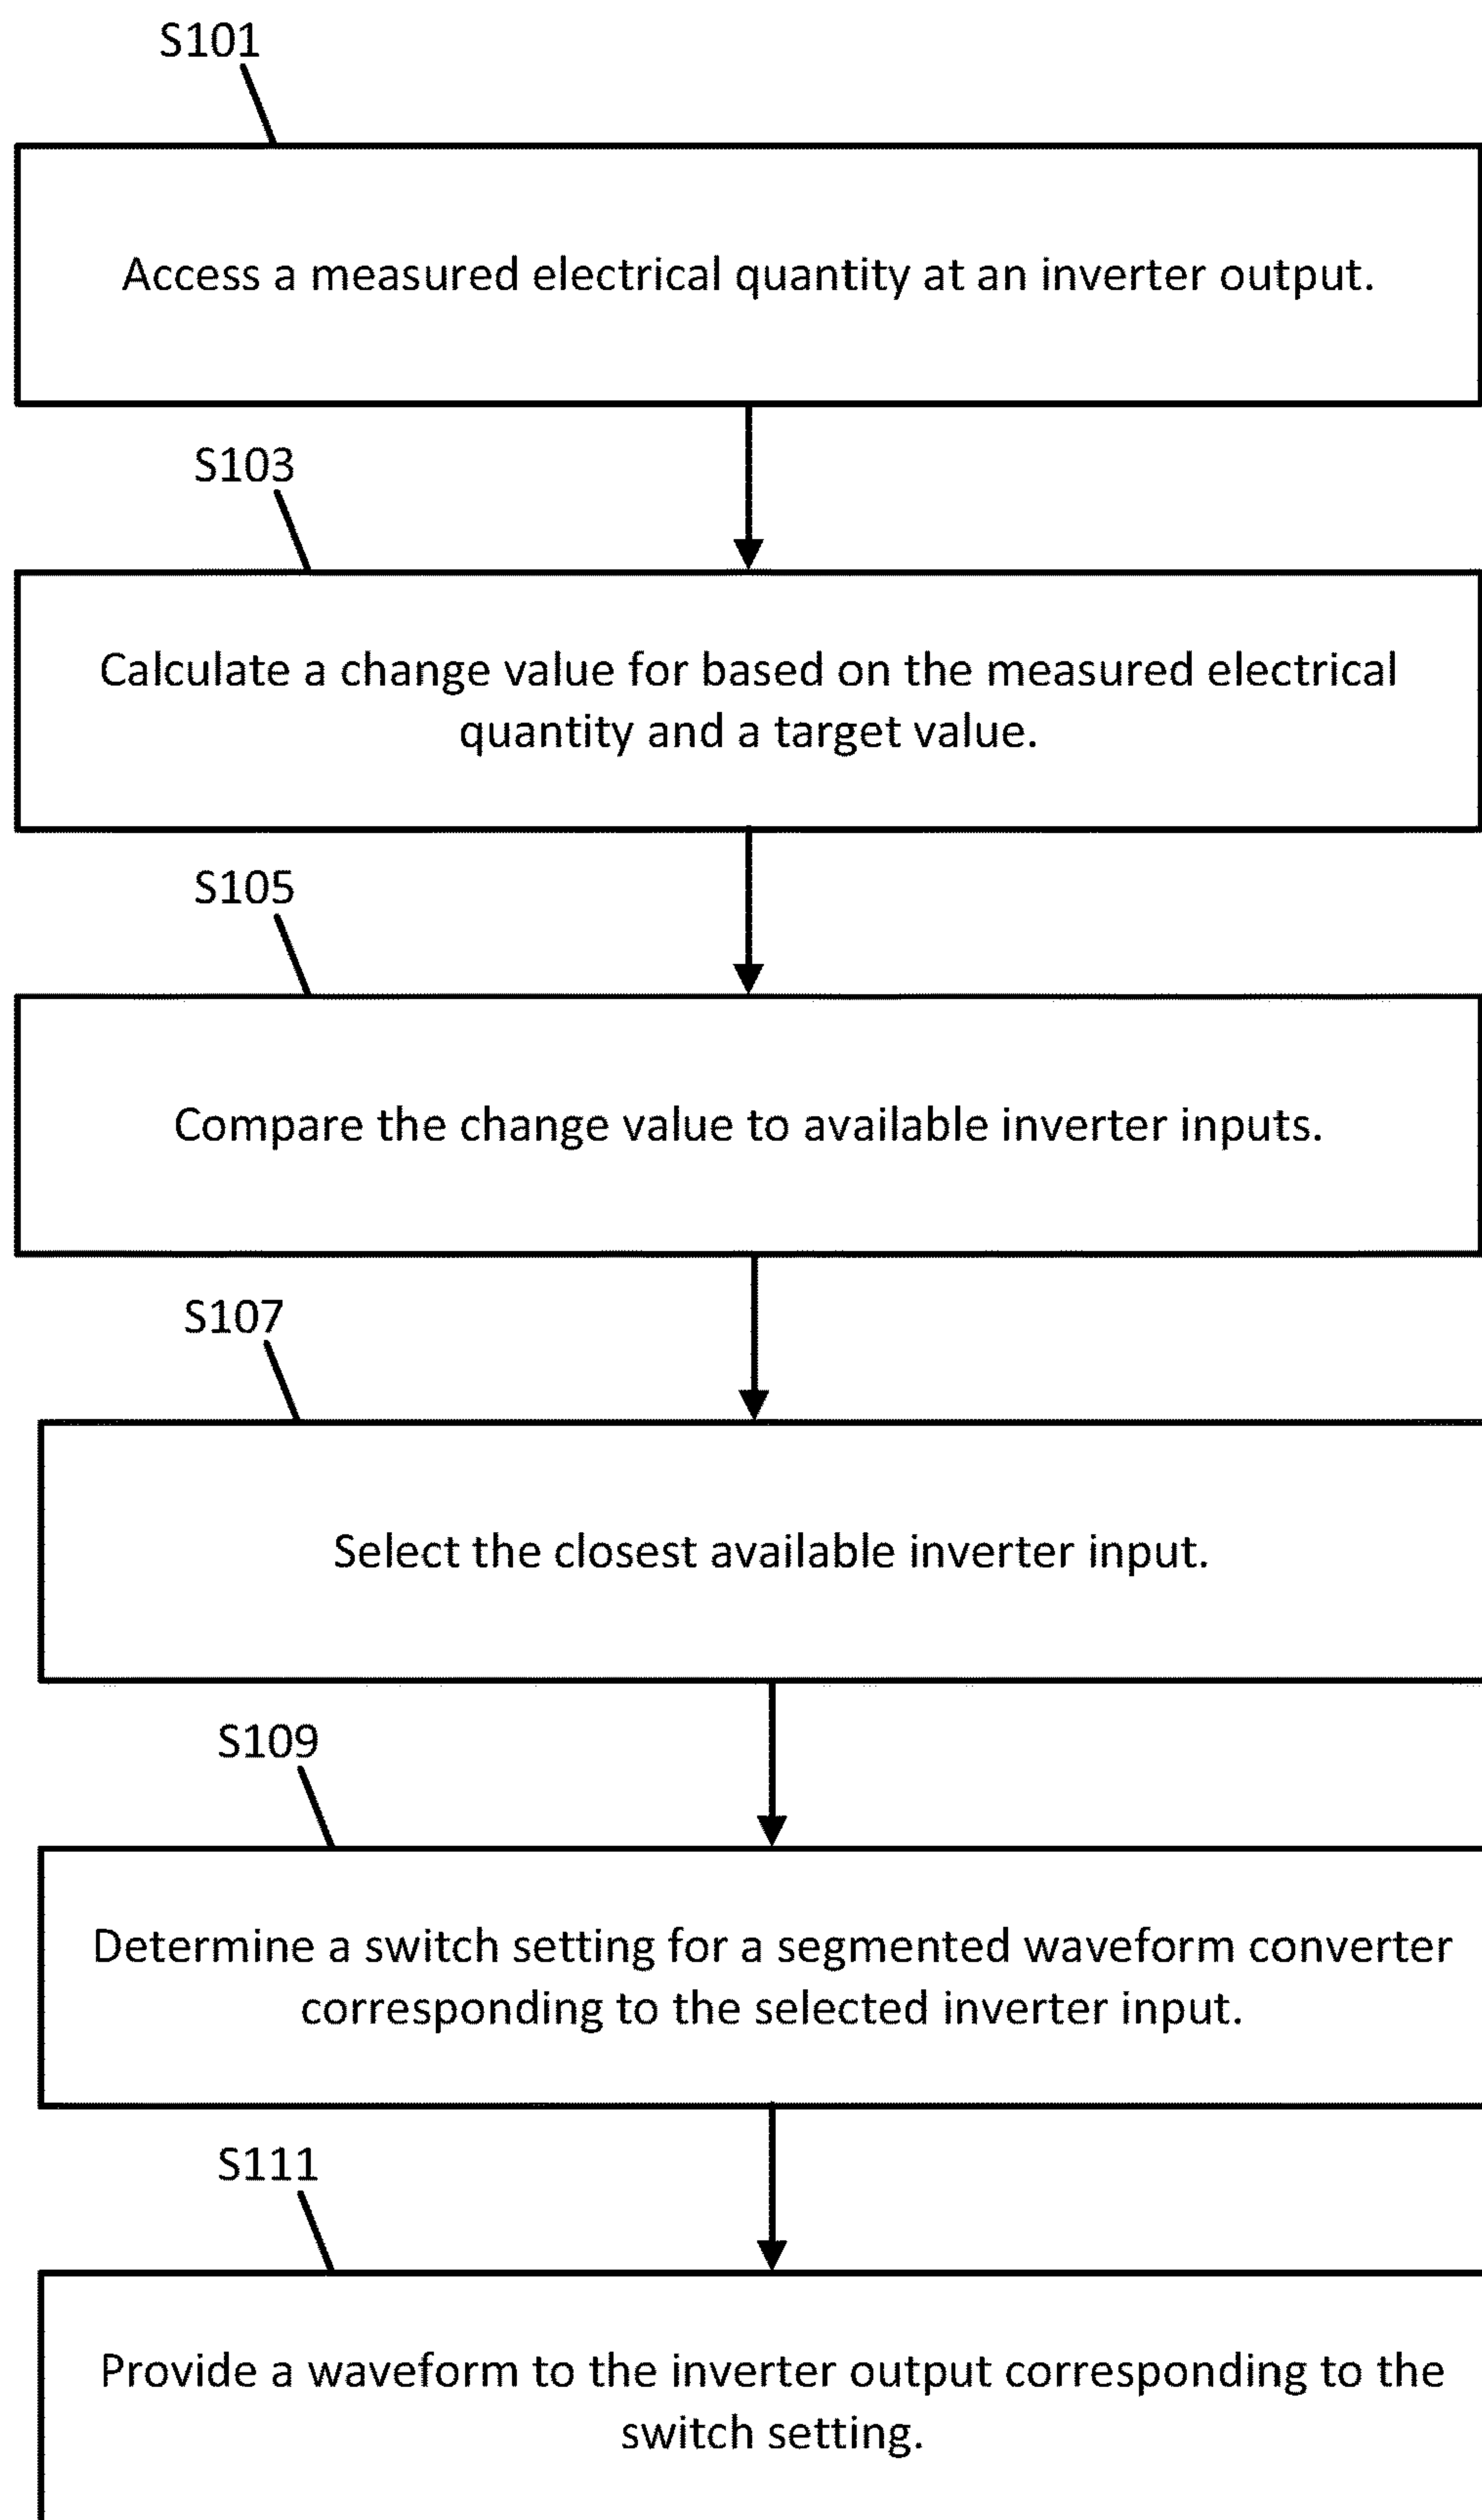 S101
Access a measured electrical quantity at an inverter output.
S103
Calculate a change value for based on the measured electrical
quantity and a target value.
S105
Compare the change value to available inverter inputs.
S107
Select the closest available inverter input.
S109
Determine a switch setting for a segmented waveform converter
corresponding to the selected inverter input.
S111
Provide a waveform to the inverter output corresponding to the
switch setting.